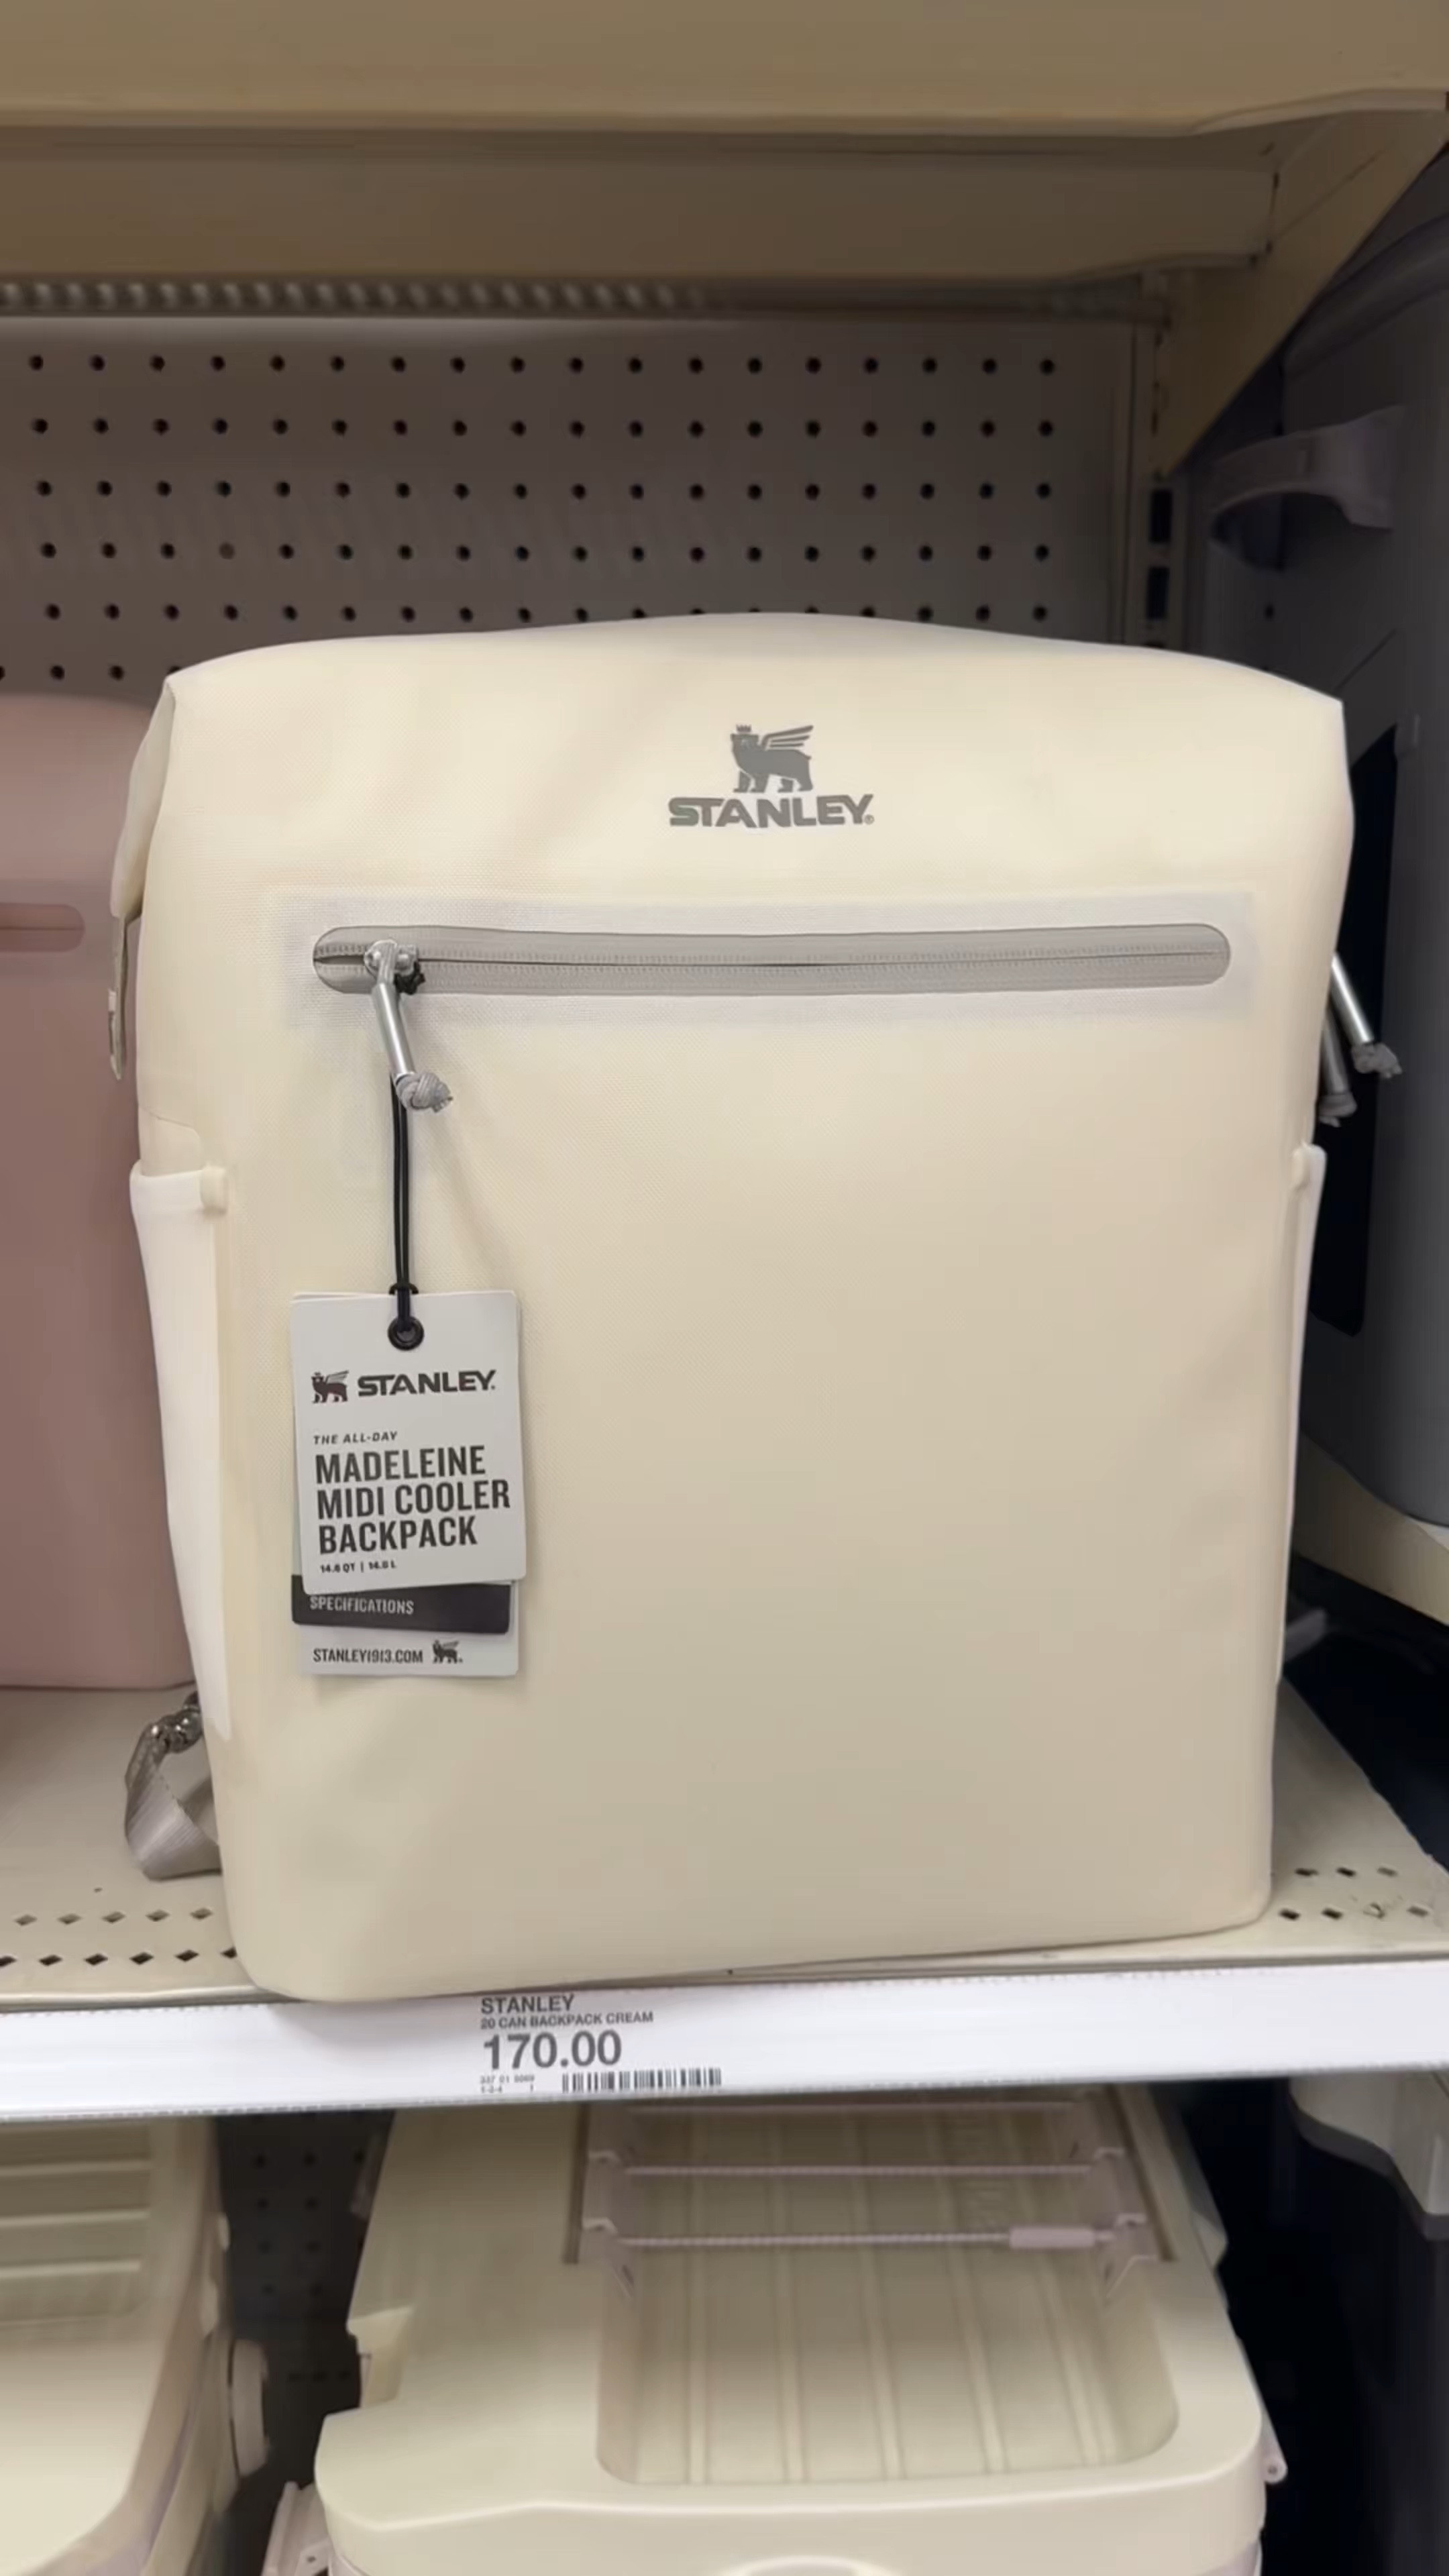 STANLEY®
STANLEY®
THE ALL-DAY
MADELEINE
MIDI COOLER
BACKPACK
SPECIFICATIONS
STANLEY1913.COM
STANLEY
20 CAN BACKPACK CREAM
170.00